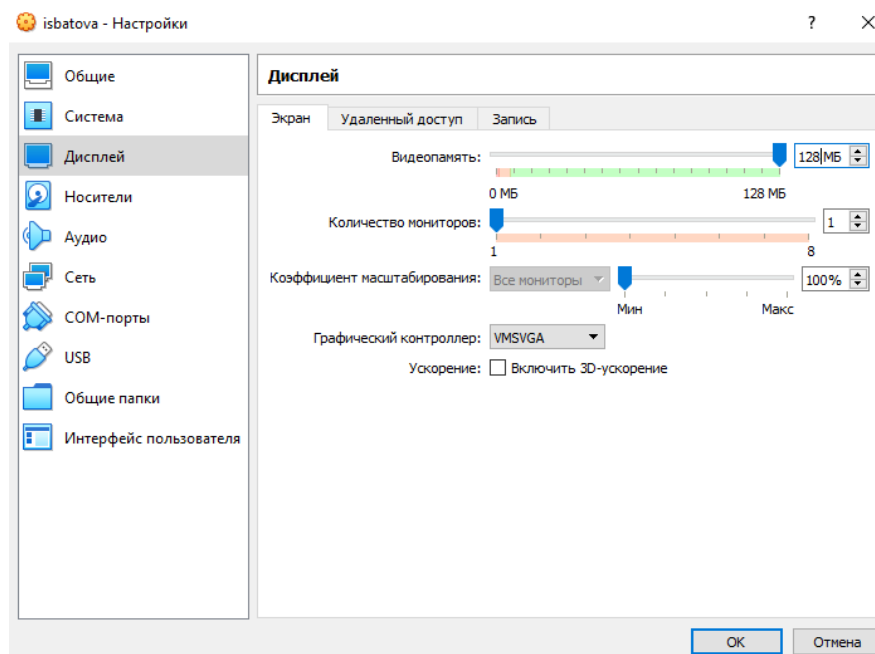 isbatova - Настройки
?
Общие
Система
Дисплей
Носители
Аудио
Сеть
COM-порты
USB
Общие папки
Интерфейс пользователя
Дисплей
Экран Удаленный доступ Запись
Видеопамять: 128 МБ
0 МБ 128 МБ
Количество мониторов: 1
1 8
Коэффициент масштабирования: Все мониторы 100%
Мин Макс
Графический контроллер: VMSVGA
Ускорение: Включить 3D-ускорение
OK Отмена